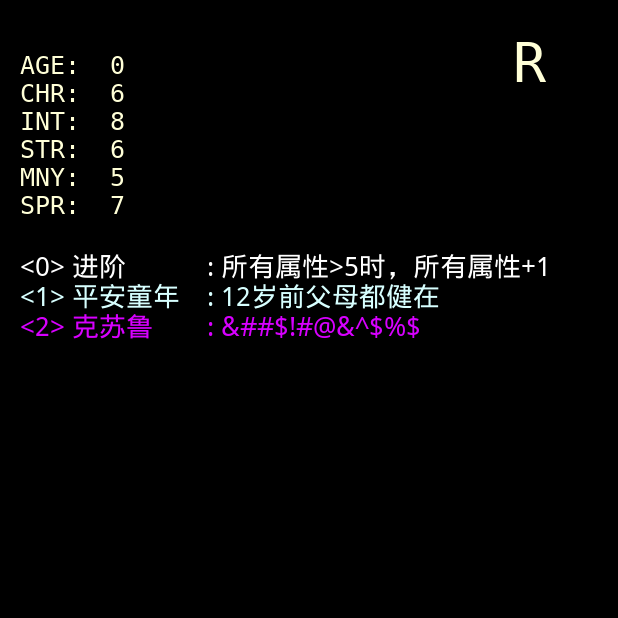 R
AGE: 0
CHR: 6
INT: 8
STR: 6
MNY: 5
SPR: 7
<0> 进阶 : 所有属性>5时，所有属性+1
<1> 平安童年 : 12岁前父母都健在
<2> 克苏鲁 : &##$!#@&^$%$